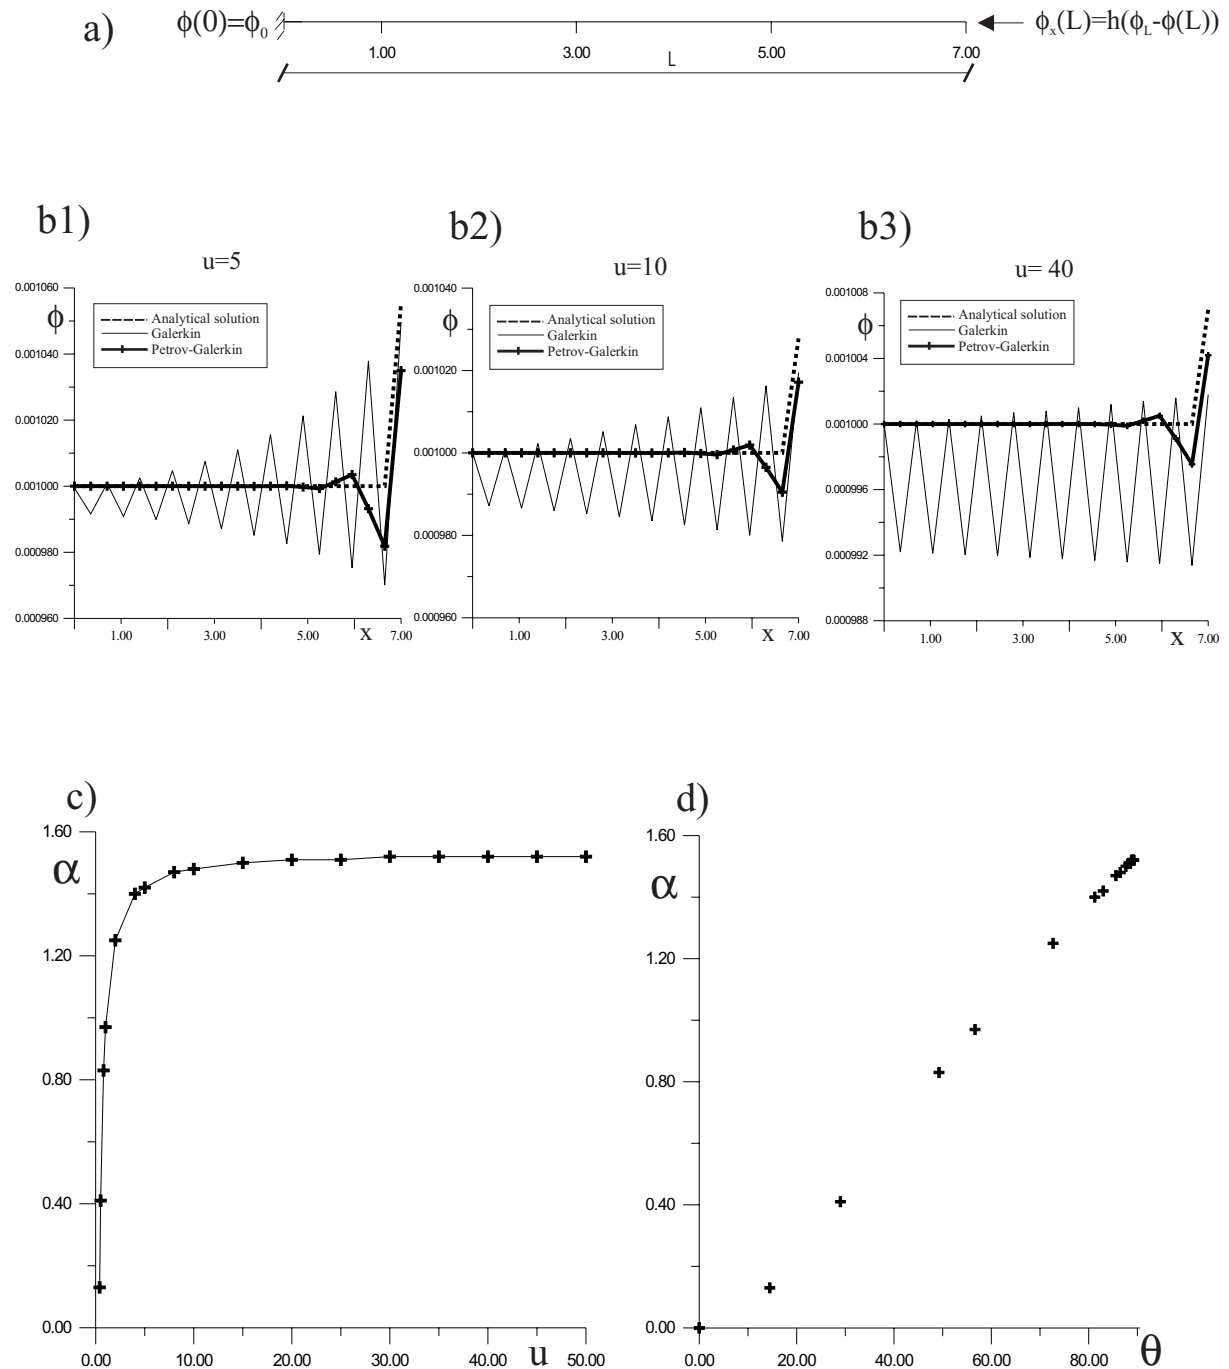 a) ϕ(0)=ϕ₀ ϕₓ(L)=h(ϕ_L-ϕ(L))
1.00 3.00 5.00 7.00
L
b1) b2) b3)
u=5 u=10 u= 40
0.001060
0.001040
0.001020
0.001000
0.000980
0.000960
ϕ
Analytical solution
Galerkin
Petrov-Galerkin
1.00 3.00 5.00 x 7.00
0.001040
0.001020
0.001000
0.000980
0.000960
ϕ
Analytical solution
Galerkin
Petrov-Galerkin
1.00 3.00 5.00 x 7.00
0.001008
0.001004
0.001000
0.000996
0.000992
0.000988
ϕ
Analytical solution
Galerkin
Petrov-Galerkin
1.00 3.00 5.00 x 7.00
c)
1.60
α
1.20
0.80
0.40
0.00
0.00 10.00 20.00 30.00 40.00 u 50.00
d)
1.60
α
1.20
0.80
0.40
0.00
0.00 20.00 40.00 60.00 80.00 θ